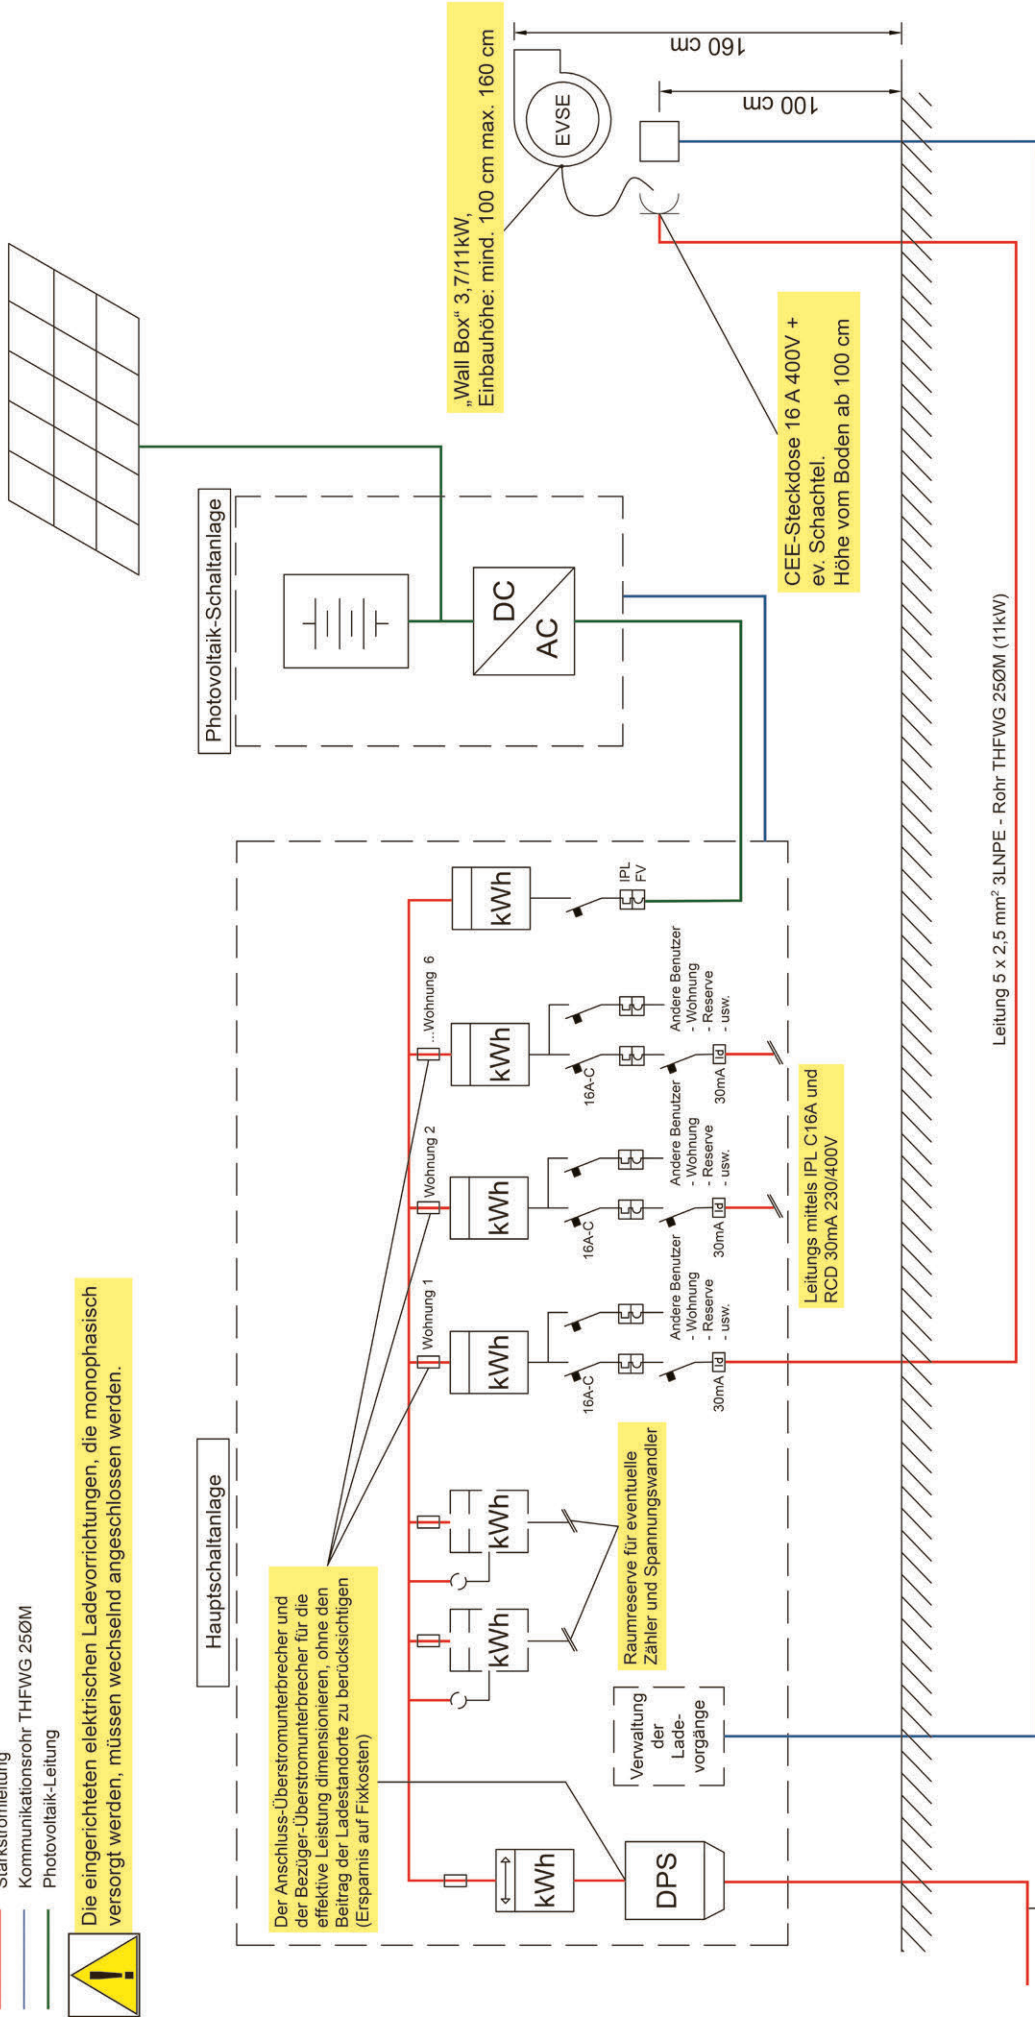 Starkstromleitung
Kommunikationsrohr THFWG 25ØM
Photovoltaik-Leitung
Die eingerichteten elektrischen Ladevorrichtungen, die monophasisch
versorgt werden, müssen wechselnd angeschlossen werden.
Hauptschaltanlage
Photovoltaik-Schaltanlage
Der Anschluss-Überstromunterbrecher und
der Bezüger-Überstromunterbrecher für die
effektive Leistung dimensionieren, ohne den
Beitrag der Ladestandorte zu berücksichtigen
(Ersparnis auf Fixkosten)
Wohnung 1
Wohnung 2
...Wohnung 6
kWh
kWh
kWh
kWh
kWh
kWh
kWh
DPS
Verwaltung
der
Lade-
vorgänge
Raumreserve für eventuelle
Zähler und Spannungswandler
16A-C
30mA
Id
Andere Benutzer
- Wohnung
- Reserve
- usw.
16A-C
30mA
Id
Andere Benutzer
- Wohnung
- Reserve
- usw.
16A-C
30mA
Id
Andere Benutzer
- Wohnung
- Reserve
- usw.
IPL
FV
Leitungs mittels IPL C16A und
RCD 30mA 230/400V
DC
AC
„Wall Box“ 3,7/11kW,
Einbauhöhe: mind. 100 cm max. 160 cm
EVSE
160 cm
100 cm
CEE-Steckdose 16 A 400V +
ev. Schachtel.
Höhe vom Boden ab 100 cm
Leitung 5 x 2,5 mm² 3LNPE - Rohr THFWG 25ØM (11kW)